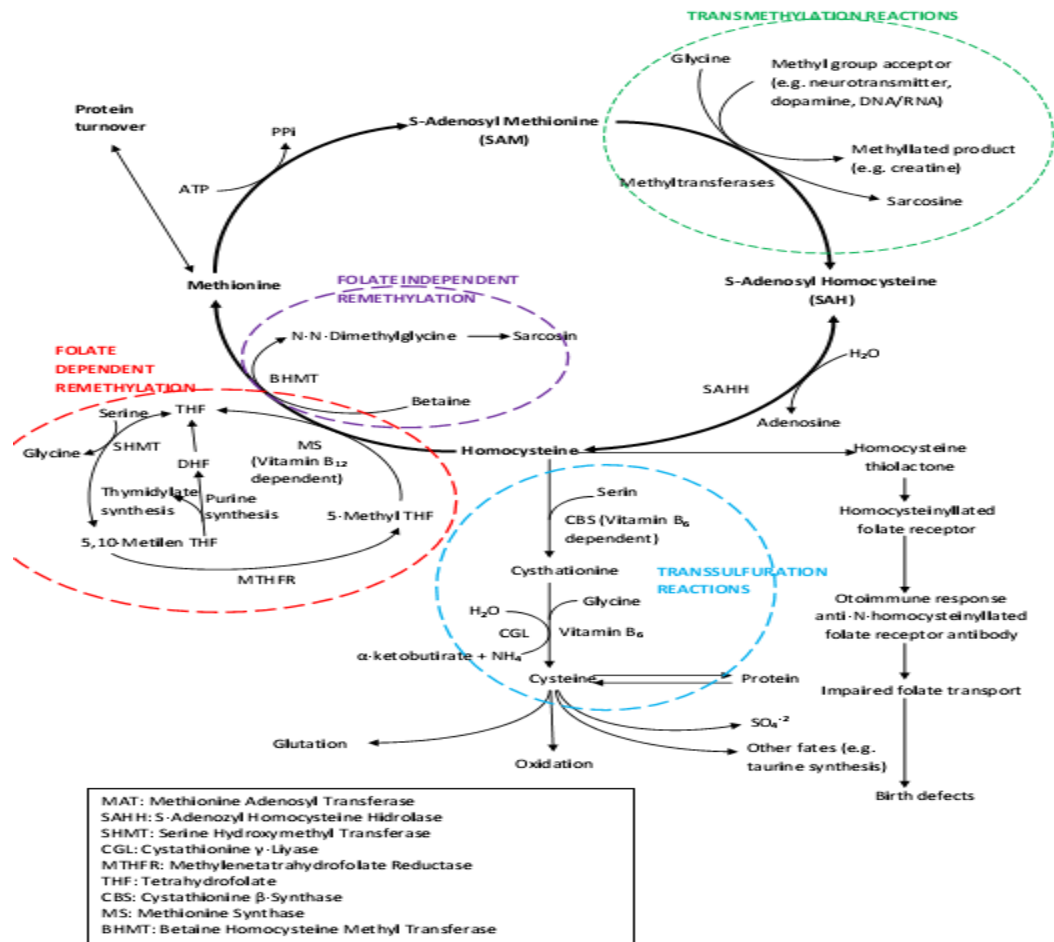 TRANSMETHYLATION REACTIONS
Glycine
Methyl group acceptor
(e.g. neurotransmitter,
dopamine, DNA/RNA)
Protein
turnover
PPi
S-Adenosyl Methionine
(SAM)
ATP
Methyllated product
(e.g. creatine)
Methyltransferases
Sarcosine
Methionine
FOLATE INDEPENDENT
REMETHYLATION
S-Adenosyl Homocysteine
(SAH)
N-N-Dimethylglycine
Sarcosin
FOLATE
DEPENDENT
REMETHYLATION
BHMT
Betaine
H₂O
SAHH
Adenosine
Serine
THF
SHMT
Glycine
MS
(Vitamin B₁₂
dependent)
DHF
Thymidylate
synthesis
Purine
synthesis
5-Methyl THF
5,10-Metilen THF
MTHFR
Homocysteine
Homocysteine
thiolactone
Serin
CBS (Vitamin B₆
dependent)
Homocysteinyllated
folate receptor
Cysthationine
TRANSSULFURATION
REACTIONS
H₂O
Glycine
CGL
Vitamin B₆
α-ketobutirate + NH₄
Otoimmune response
anti-N-homocysteinyllated
folate receptor antibody
Cysteine
Protein
Impaired folate transport
SO₄⁻²
Glutation
Oxidation
Other fates (e.g.
taurine synthesis)
Birth defects
MAT: Methionine Adenosyl Transferase
SAHH: S-Adenozyl Homocysteine Hidrolase
SHMT: Serine Hydroxymethyl Transferase
CGL: Cystathionine γ-Liyase
MTHFR: Methylenetatrahydrofolate Reductase
THF: Tetrahydrofolate
CBS: Cystathionine β-Synthase
MS: Methionine Synthase
BHMT: Betaine Homocysteine Methyl Transferase